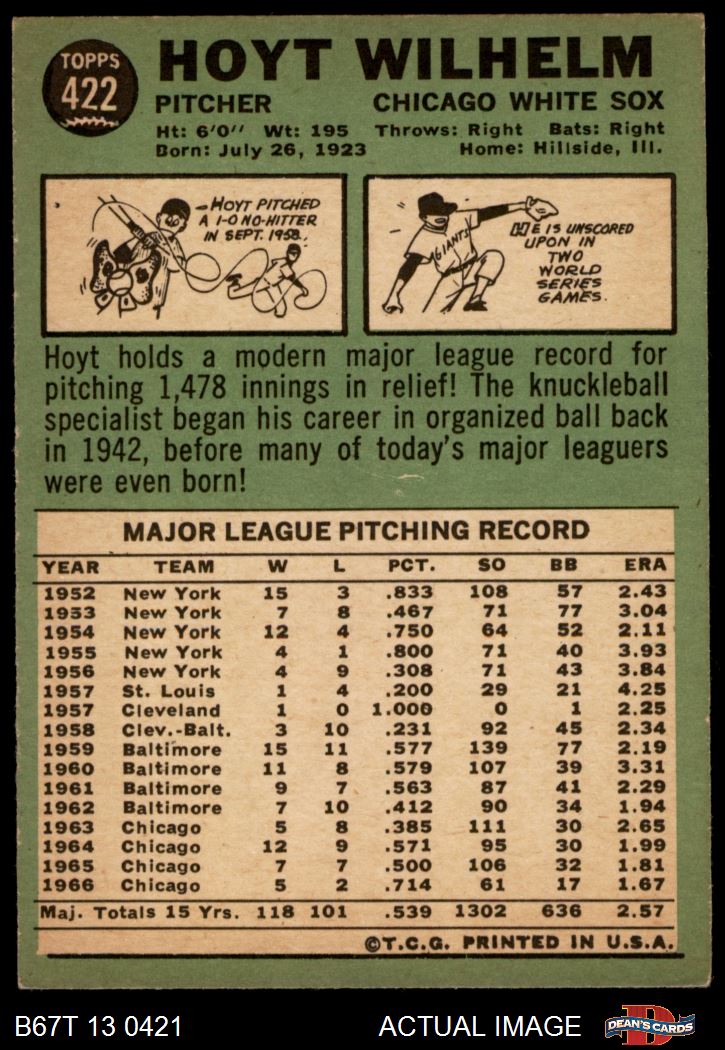 TOPPS
422
HOYT WILHELM
PITCHER CHICAGO WHITE SOX
Ht: 6'0" Wt: 195 Throws: Right Bats: Right
Born: July 26, 1923 Home: Hillside, Ill.
HOYT PITCHED
A 1-0 NO-HITTER
IN SEPT. 1958.
GIANTS
HE IS UNSCORED
UPON IN
TWO
WORLD
SERIES
GAMES.
Hoyt holds a modern major league record for
pitching 1,478 innings in relief! The knuckleball
specialist began his career in organized ball back
in 1942, before many of today's major leaguers
were even born!
MAJOR LEAGUE PITCHING RECORD
YEAR TEAM W L PCT. SO BB ERA
1952 New York 15 3 .833 108 57 2.43
1953 New York 7 8 .467 71 77 3.04
1954 New York 12 4 .750 64 52 2.11
1955 New York 4 1 .800 71 40 3.93
1956 New York 4 9 .308 71 43 3.84
1957 St. Louis 1 4 .200 29 21 4.25
1957 Cleveland 1 0 1.000 0 1 2.25
1958 Clev.-Balt. 3 10 .231 92 45 2.34
1959 Baltimore 15 11 .577 139 77 2.19
1960 Baltimore 11 8 .579 107 39 3.31
1961 Baltimore 9 7 .563 87 41 2.29
1962 Baltimore 7 10 .412 90 34 1.94
1963 Chicago 5 8 .385 111 30 2.65
1964 Chicago 12 9 .571 95 30 1.99
1965 Chicago 7 7 .500 106 32 1.81
1966 Chicago 5 2 .714 61 17 1.67
Maj. Totals 15 Yrs. 118 101 .539 1302 636 2.57
©T.C.G. PRINTED IN U.S.A.
B67T 13 0421 ACTUAL IMAGE
D
DEAN'S CARDS